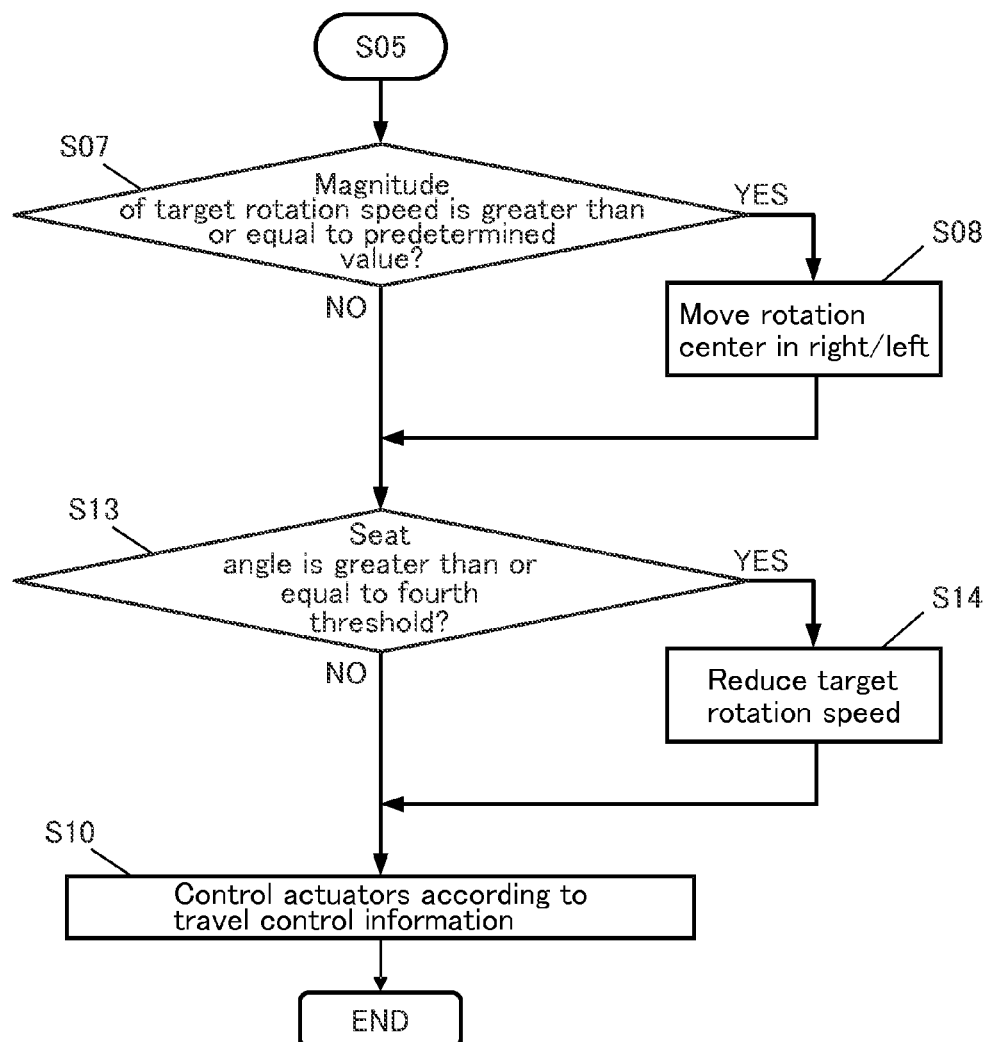 S05
S07
Magnitude
of target rotation speed is greater than
or equal to predetermined
value?
YES
NO
S08
Move rotation
center in right/left
S13
Seat
angle is greater than or
equal to fourth
threshold?
YES
NO
S14
Reduce target
rotation speed
S10
Control actuators according to
travel control information
END